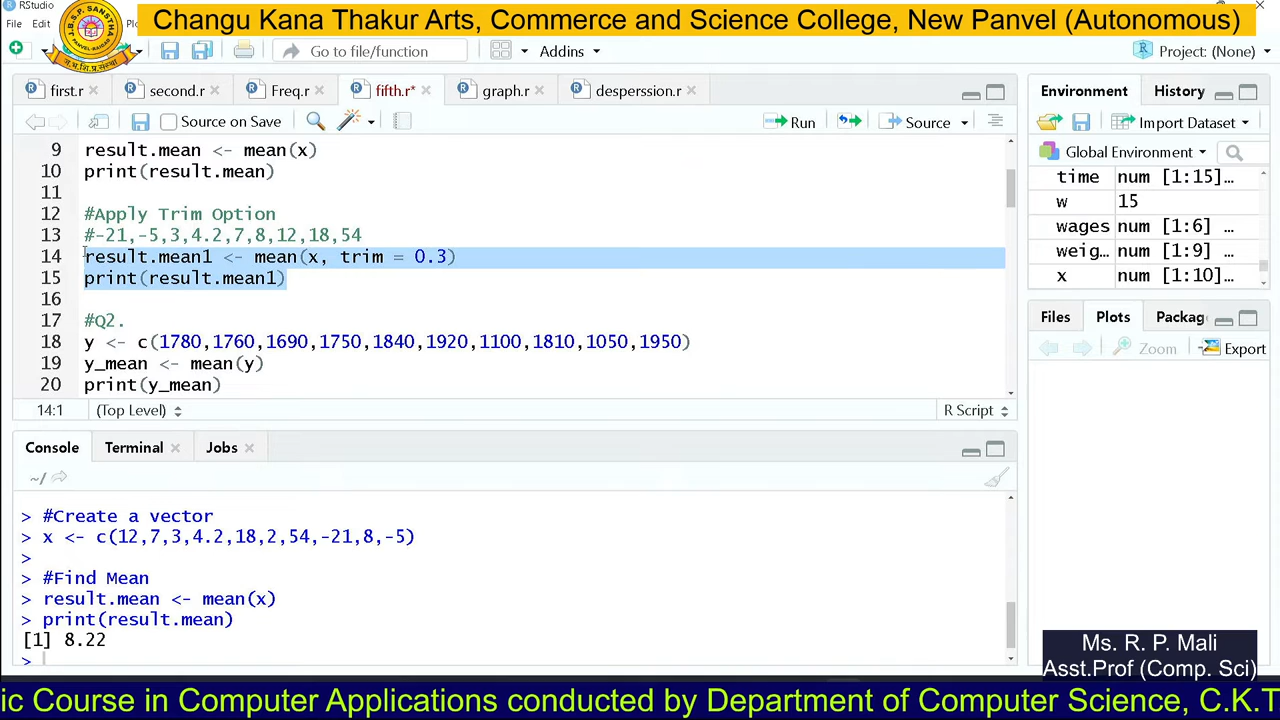 RStudio
Changu Kana Thakur Arts, Commerce and Science College, New Panvel (Autonomous)
File Edit
Go to file/function
Addins
Project: (None)
first.r
second.r
Freq.r
fifth.r*
graph.r
desperssion.r
Source on Save
Run
Source
9 result.mean <- mean(x)
10 print(result.mean)
11
12 #Apply Trim Option
13 #-21,-5,3,4.2,7,8,12,18,54
14 result.mean1 <- mean(x, trim = 0.3)
15 print(result.mean1)
16
17 #Q2.
18 y <- c(1780,1760,1690,1750,1840,1920,1100,1810,1050,1950)
19 y_mean <- mean(y)
20 print(y_mean)
14:1
(Top Level)
R Script
Console
Terminal
Jobs
~/
> #Create a vector
> x <- c(12,7,3,4.2,18,2,54,-21,8,-5)
>
> #Find Mean
> result.mean <- mean(x)
> print(result.mean)
[1] 8.22
>
Environment
History
Import Dataset
Global Environment
time num [1:15]…
w 15
wages num [1:6]…
weig… num [1:9]…
x num [1:10]…
Files
Plots
Packag
Zoom
Export
Ms. R. P. Mali
Asst.Prof (Comp. Sci)
ic Course in Computer Applications conducted by Department of Computer Science, C.K.T